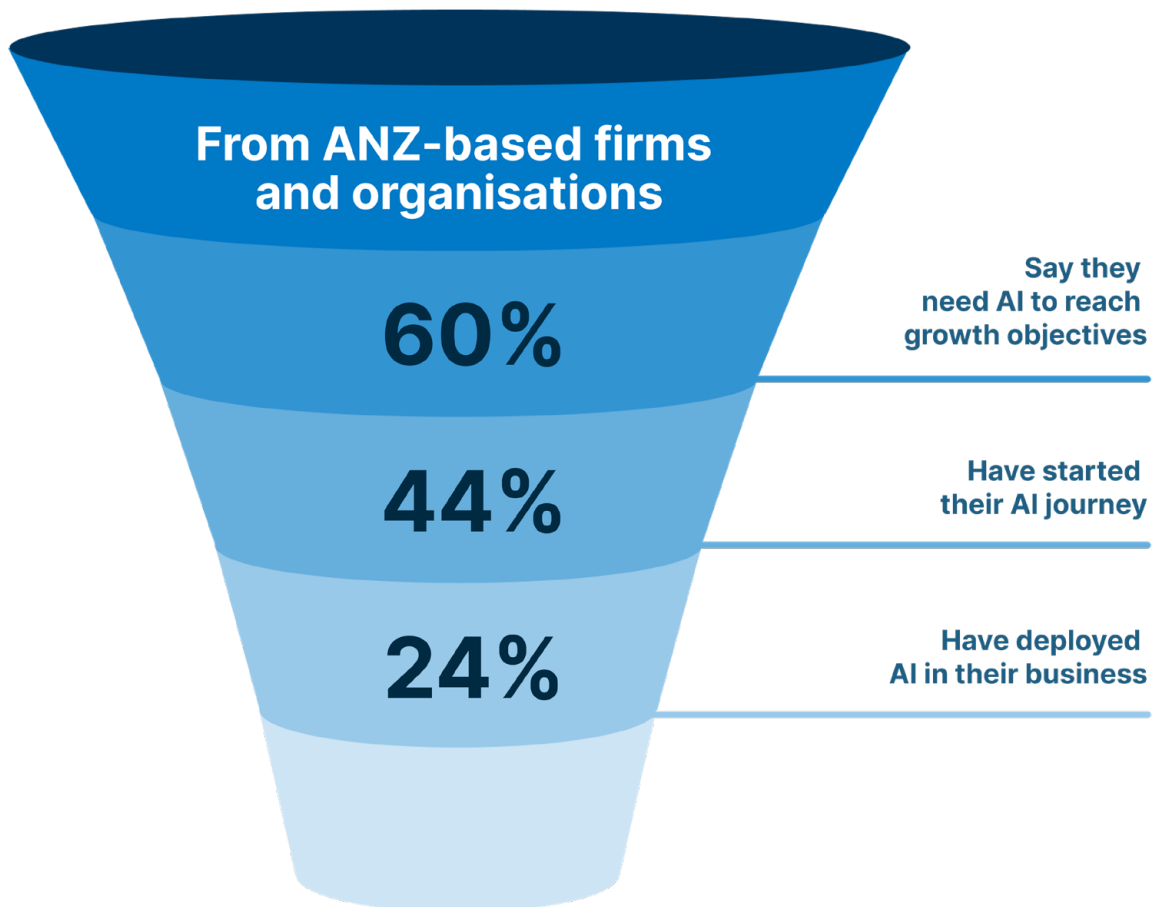 From ANZ-based firms
and organisations
60%
Say they
need AI to reach
growth objectives
44%
Have started
their AI journey
24%
Have deployed
AI in their business